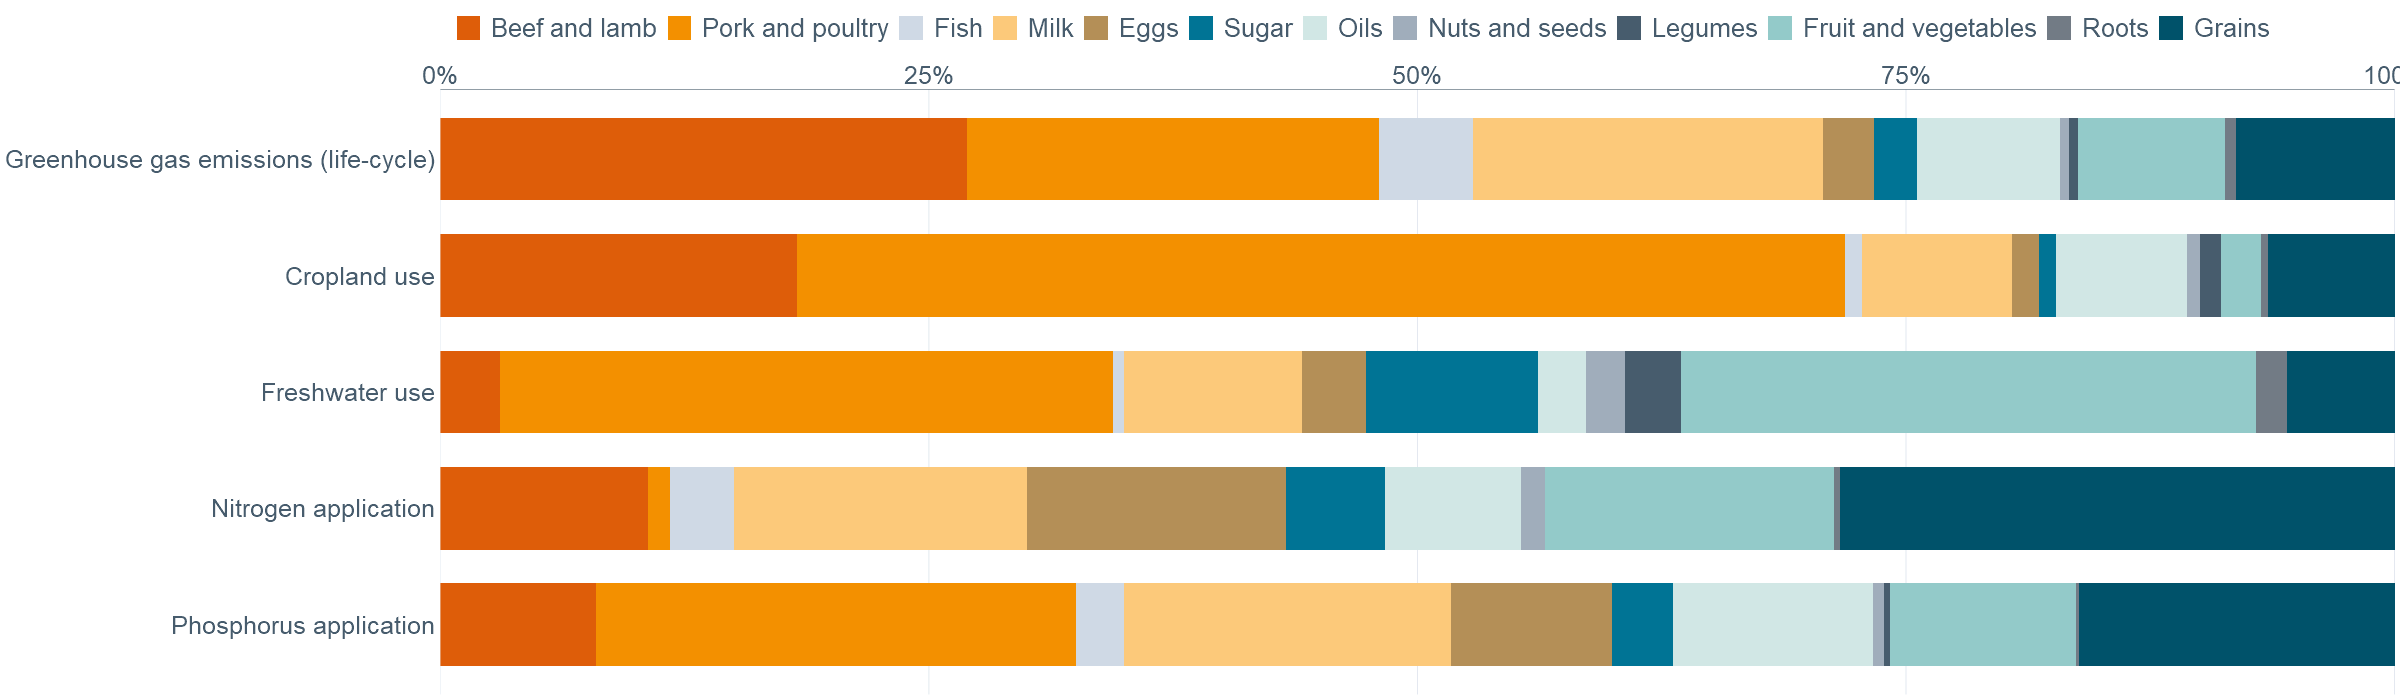 Beef and lamb Pork and poultry Fish Milk Eggs Sugar Oils Nuts and seeds Legumes Fruit and vegetables Roots Grains
0% 25% 50% 75% 100
Greenhouse gas emissions (life-cycle)
Cropland use
Freshwater use
Nitrogen application
Phosphorus application